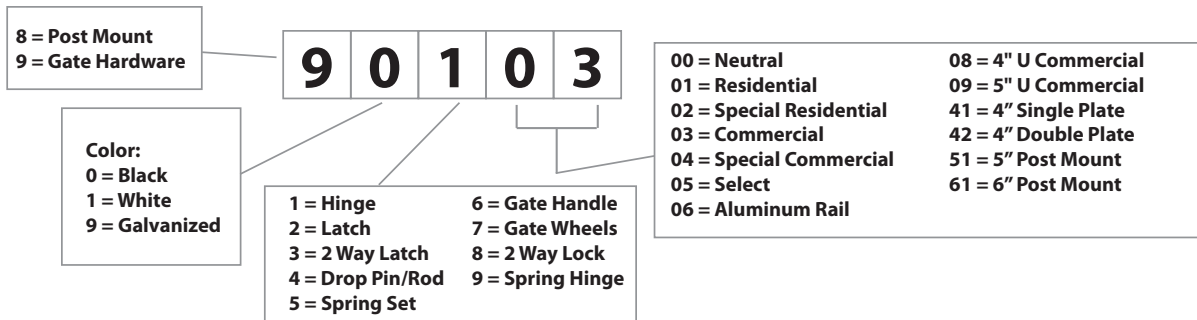 8 = Post Mount
9 = Gate Hardware
9 0 1 0 3
Color:
0 = Black
1 = White
9 = Galvanized
1 = Hinge
2 = Latch
3 = 2 Way Latch
4 = Drop Pin/Rod
5 = Spring Set
6 = Gate Handle
7 = Gate Wheels
8 = 2 Way Lock
9 = Spring Hinge
00 = Neutral
01 = Residential
02 = Special Residential
03 = Commercial
04 = Special Commercial
05 = Select
06 = Aluminum Rail
08 = 4" U Commercial
09 = 5" U Commercial
41 = 4” Single Plate
42 = 4” Double Plate
51 = 5” Post Mount
61 = 6” Post Mount